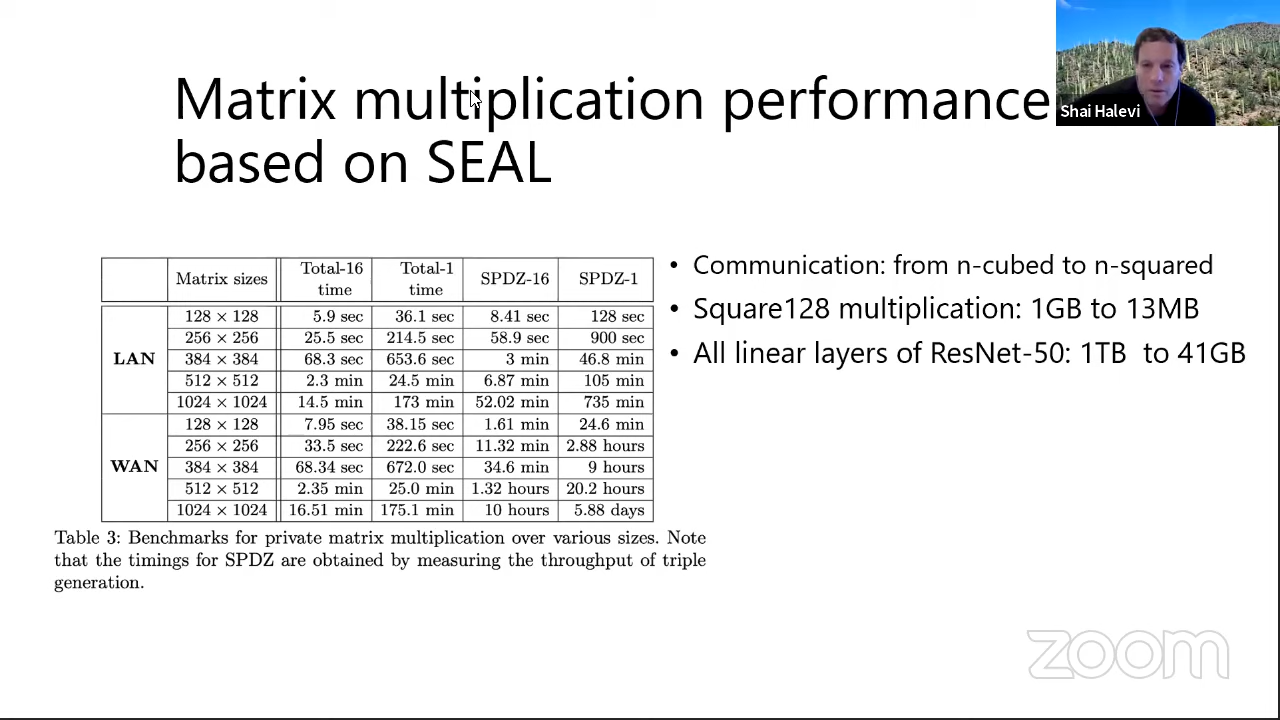 Matrix multiplication performance
based on SEAL
Shai Halevi
Matrix sizes Total-16 time Total-1 time SPDZ-16 SPDZ-1
LAN
128 × 128 5.9 sec 36.1 sec 8.41 sec 128 sec
256 × 256 25.5 sec 214.5 sec 58.9 sec 900 sec
384 × 384 68.3 sec 653.6 sec 3 min 46.8 min
512 × 512 2.3 min 24.5 min 6.87 min 105 min
1024 × 1024 14.5 min 173 min 52.02 min 735 min
WAN
128 × 128 7.95 sec 38.15 sec 1.61 min 24.6 min
256 × 256 33.5 sec 222.6 sec 11.32 min 2.88 hours
384 × 384 68.34 sec 672.0 sec 34.6 min 9 hours
512 × 512 2.35 min 25.0 min 1.32 hours 20.2 hours
1024 × 1024 16.51 min 175.1 min 10 hours 5.88 days
Table 3: Benchmarks for private matrix multiplication over various sizes. Note
that the timings for SPDZ are obtained by measuring the throughput of triple
generation.
• Communication: from n-cubed to n-squared
• Square128 multiplication: 1GB to 13MB
• All linear layers of ResNet-50: 1TB to 41GB
zoom